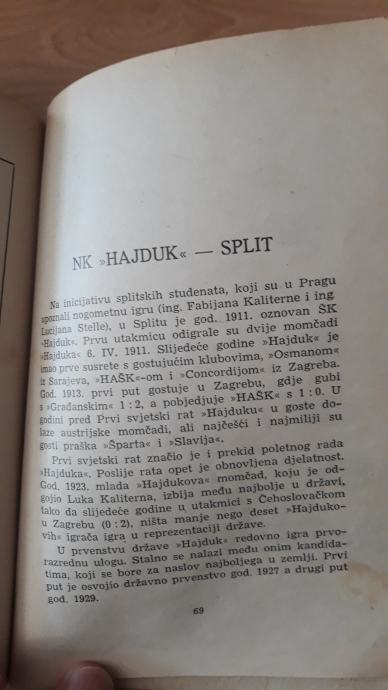 NK »HAJDUK« — SPLIT
Na inicijativu splitskih studenata, koji su u Pragu
upoznali nogometnu igru (ing. Fabijana Kaliterne i ing
Lucijana Stelle), u Splitu je god. 1911. oznovan ŠK
»Hajduk«. Prvu utakmicu odigrale su dvije momčadi
»Hajduka« 6. IV. 1911. Slijedeće godine »Hajduk« je
imao prve susrete s gostujućim klubovima, »Osmanom«
iz Sarajeva, »HAŠK«-om i »Concordijom« iz Zagreba.
God. 1913. prvi put gostuje u Zagrebu, gdje gubi
s »Građanskim« 1 : 2, a pobjedjuje »HAŠK« s 1 : 0. U
godini pred Prvi svjetski rat »Hajduku« u goste do-
laze austrijske momčadi, ali najčešći i najmiliji su
gosti praška »Šparta« i »Slavija«.
Prvi svjetski rat značio je i prekid poletnog rada
»Hajduka«. Poslije rata opet je obnovljena djelatnost.
God. 1923. mlada »Hajdukova« momčad, koju je od-
gojio Luka Kaliterna, izbija među najbolje u državi,
tako da slijedeće godine u utakmici s Čehoslovačkom
u Zagrebu (0 : 2), ništa manje nego deset »Hajduko-
vih« igrača igra u reprezentaciji države.
U prvenstvu države »Hajduk« redovno igra prvo-
razrednu ulogu. Stalno se nalazi među onim kandida-
tima, koji se bore za naslov najboljega u zemlji. Prvi
put je osvojio državno prvenstvo god. 1927 a drugi put
god. 1929.
69